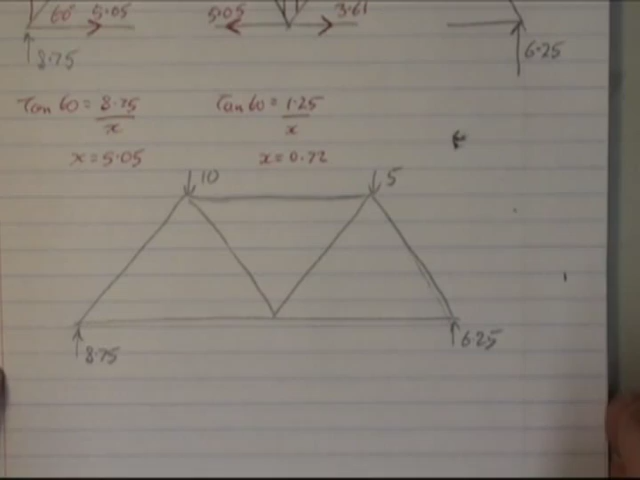 60 5.05 5.05 3.61
8.75 6.25
Tan 60 = 8.75 Tan 60 = 1.25
x x
x = 5.05 x = 0.72
10 5
8.75 6.25